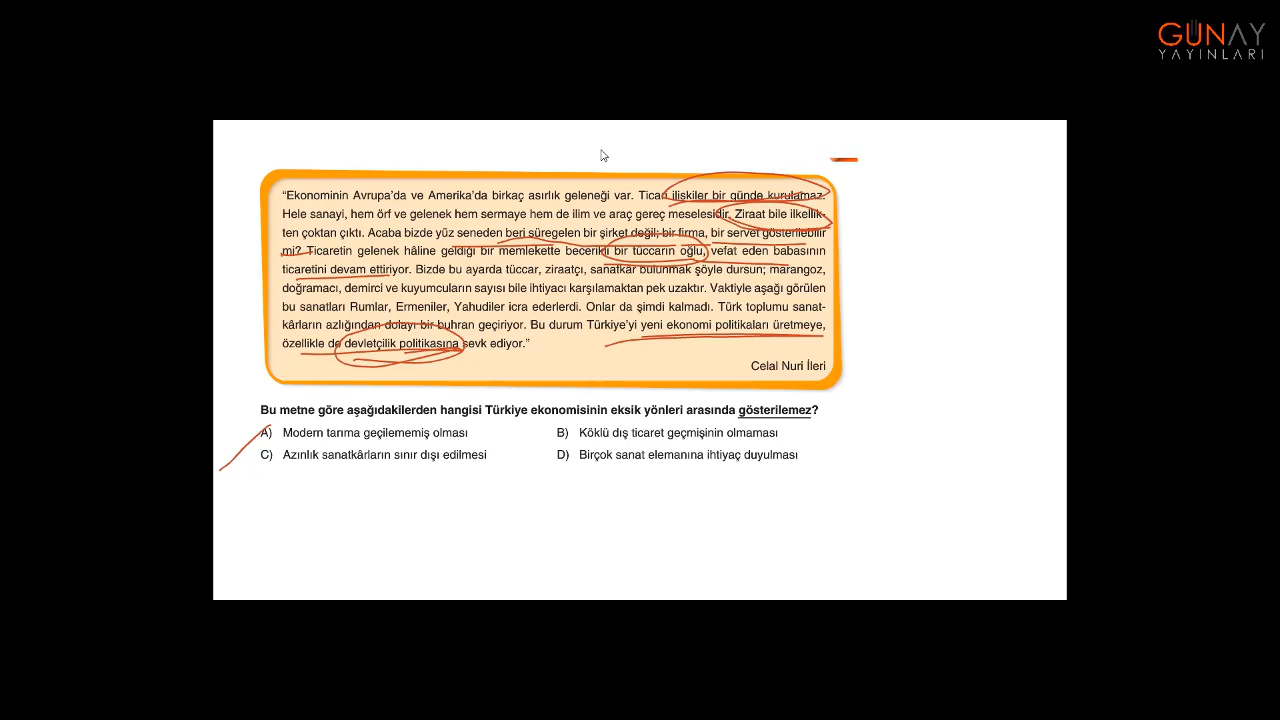 GÜNAY
YAYINLARI
“Ekonominin Avrupa’da ve Amerika’da birkaç asırlık geleneği var. Ticari ilişkiler bir günde kurulamaz.
Hele sanayi, hem örf ve gelenek hem sermaye hem de ilim ve araç gereç meselesidir. Ziraat bile ilkellik-
ten çoktan çıktı. Acaba bizde yüz seneden beri süregelen bir şirket değil; bir firma, bir servet gösterilebilir
mi? Ticaretin gelenek hâline geldiği bir memlekette becerikli bir tüccarın oğlu, vefat eden babasının
ticaretini devam ettiriyor. Bizde bu ayarda tüccar, ziraatçı, sanatkar bulunmak şöyle dursun; marangoz,
doğramacı, demirci ve kuyumcuların sayısı bile ihtiyacı karşılamaktan pek uzaktır. Vaktiyle aşağı görülen
bu sanatları Rumlar, Ermeniler, Yahudiler icra ederlerdi. Onlar da şimdi kalmadı. Türk toplumu sanat-
kârların azlığından dolayı bir buhran geçiriyor. Bu durum Türkiye’yi yeni ekonomi politikaları üretmeye,
özellikle de devletçilik politikasına sevk ediyor.”
Celal Nuri İleri
Bu metne göre aşağıdakilerden hangisi Türkiye ekonomisinin eksik yönleri arasında gösterilemez?
A) Modern tarıma geçilememiş olması B) Köklü dış ticaret geçmişinin olmaması
C) Azınlık sanatkârların sınır dışı edilmesi D) Birçok sanat elemanına ihtiyaç duyulması